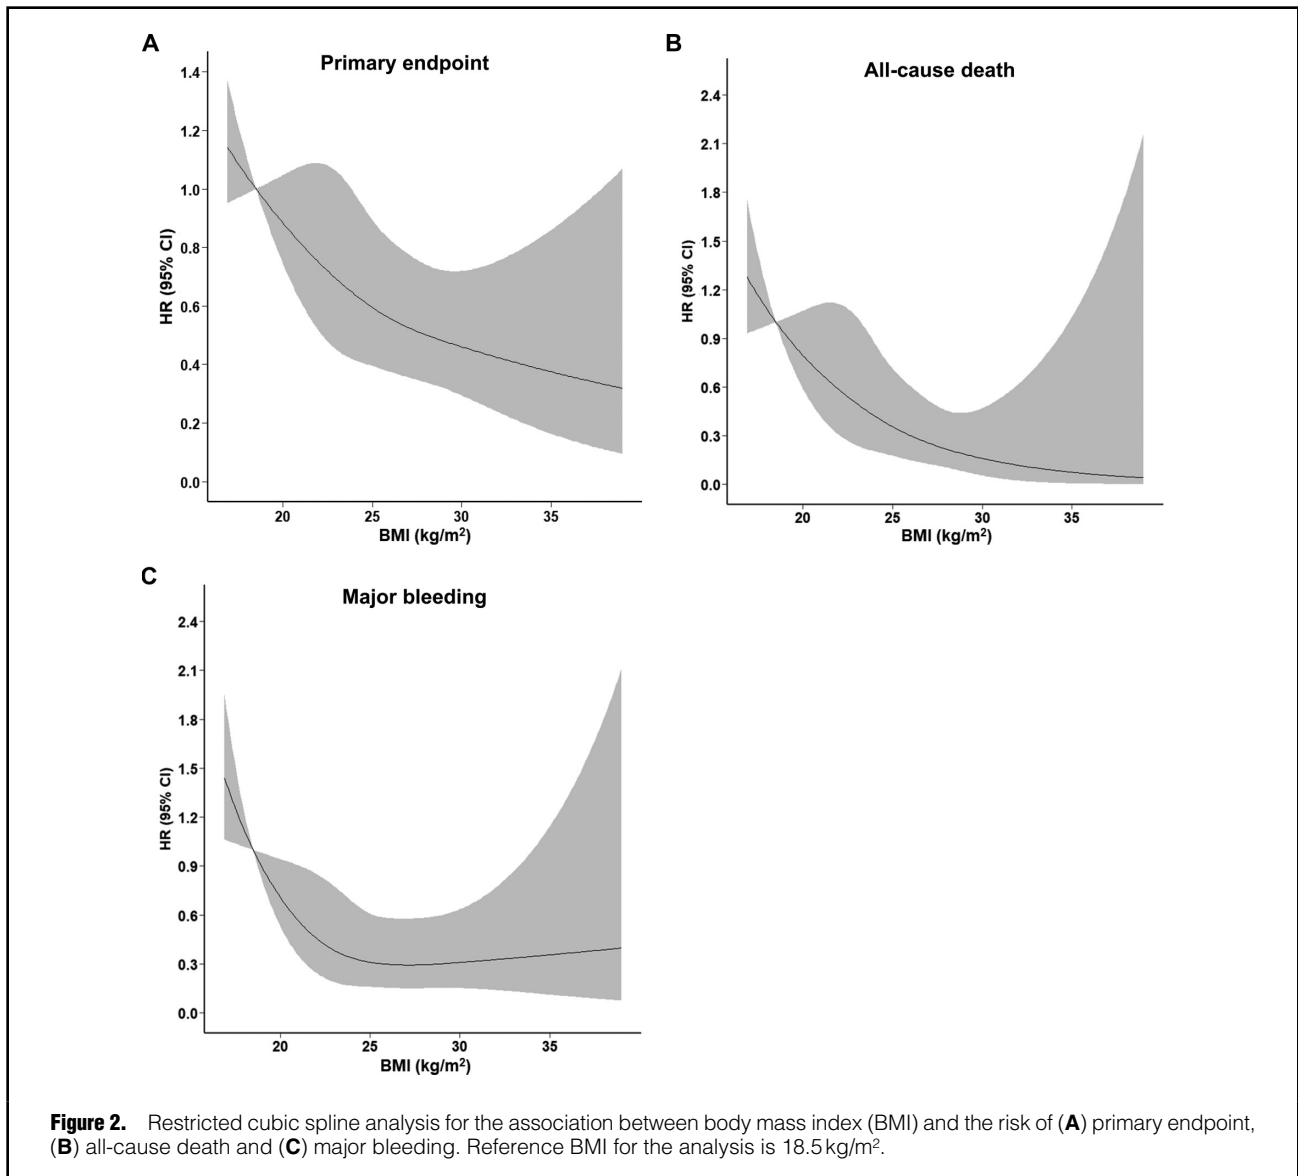 A
Primary endpoint
HR (95% CI)
1.4
1.2
1.0
0.8
0.6
0.4
0.2
0.0
20 25 30 35
BMI (kg/m²)
B
All-cause death
HR (95% CI)
2.4
2.1
1.8
1.5
1.2
0.9
0.6
0.3
0.0
20 25 30 35
BMI (kg/m²)
C
Major bleeding
HR (95% CI)
2.4
2.1
1.8
1.5
1.2
0.9
0.6
0.3
0.0
20 25 30 35
BMI (kg/m²)
Figure 2. Restricted cubic spline analysis for the association between body mass index (BMI) and the risk of (A) primary endpoint,
(B) all-cause death and (C) major bleeding. Reference BMI for the analysis is 18.5 kg/m².